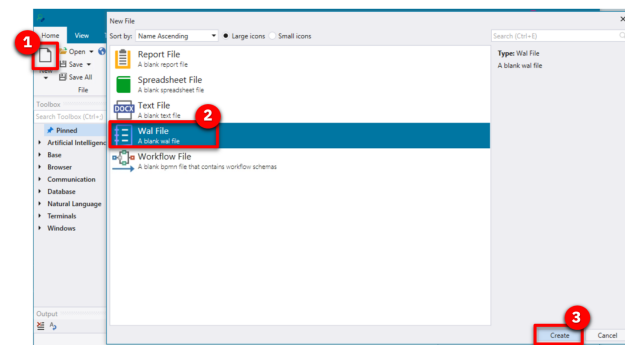 New File
Home View
Sort by: Name Ascending Large icons Small icons Search (Ctrl+E)
1
Open
New
Save
Save All
File
Toolbox
Search Toolbox (Ctrl+;)
Pinned
Artificial Intelligenc
Base
Browser
Communication
Database
Natural Language
Terminals
Windows
Output
Report File
A blank report file
Spreadsheet File
A blank spreadsheet file
DOCX
Text File
A blank text file
2
Wal File
A blank wal file
Workflow File
A blank bpmn file that contains workflow schemas
Type: Wal File
A blank wal file
3
Create Cancel